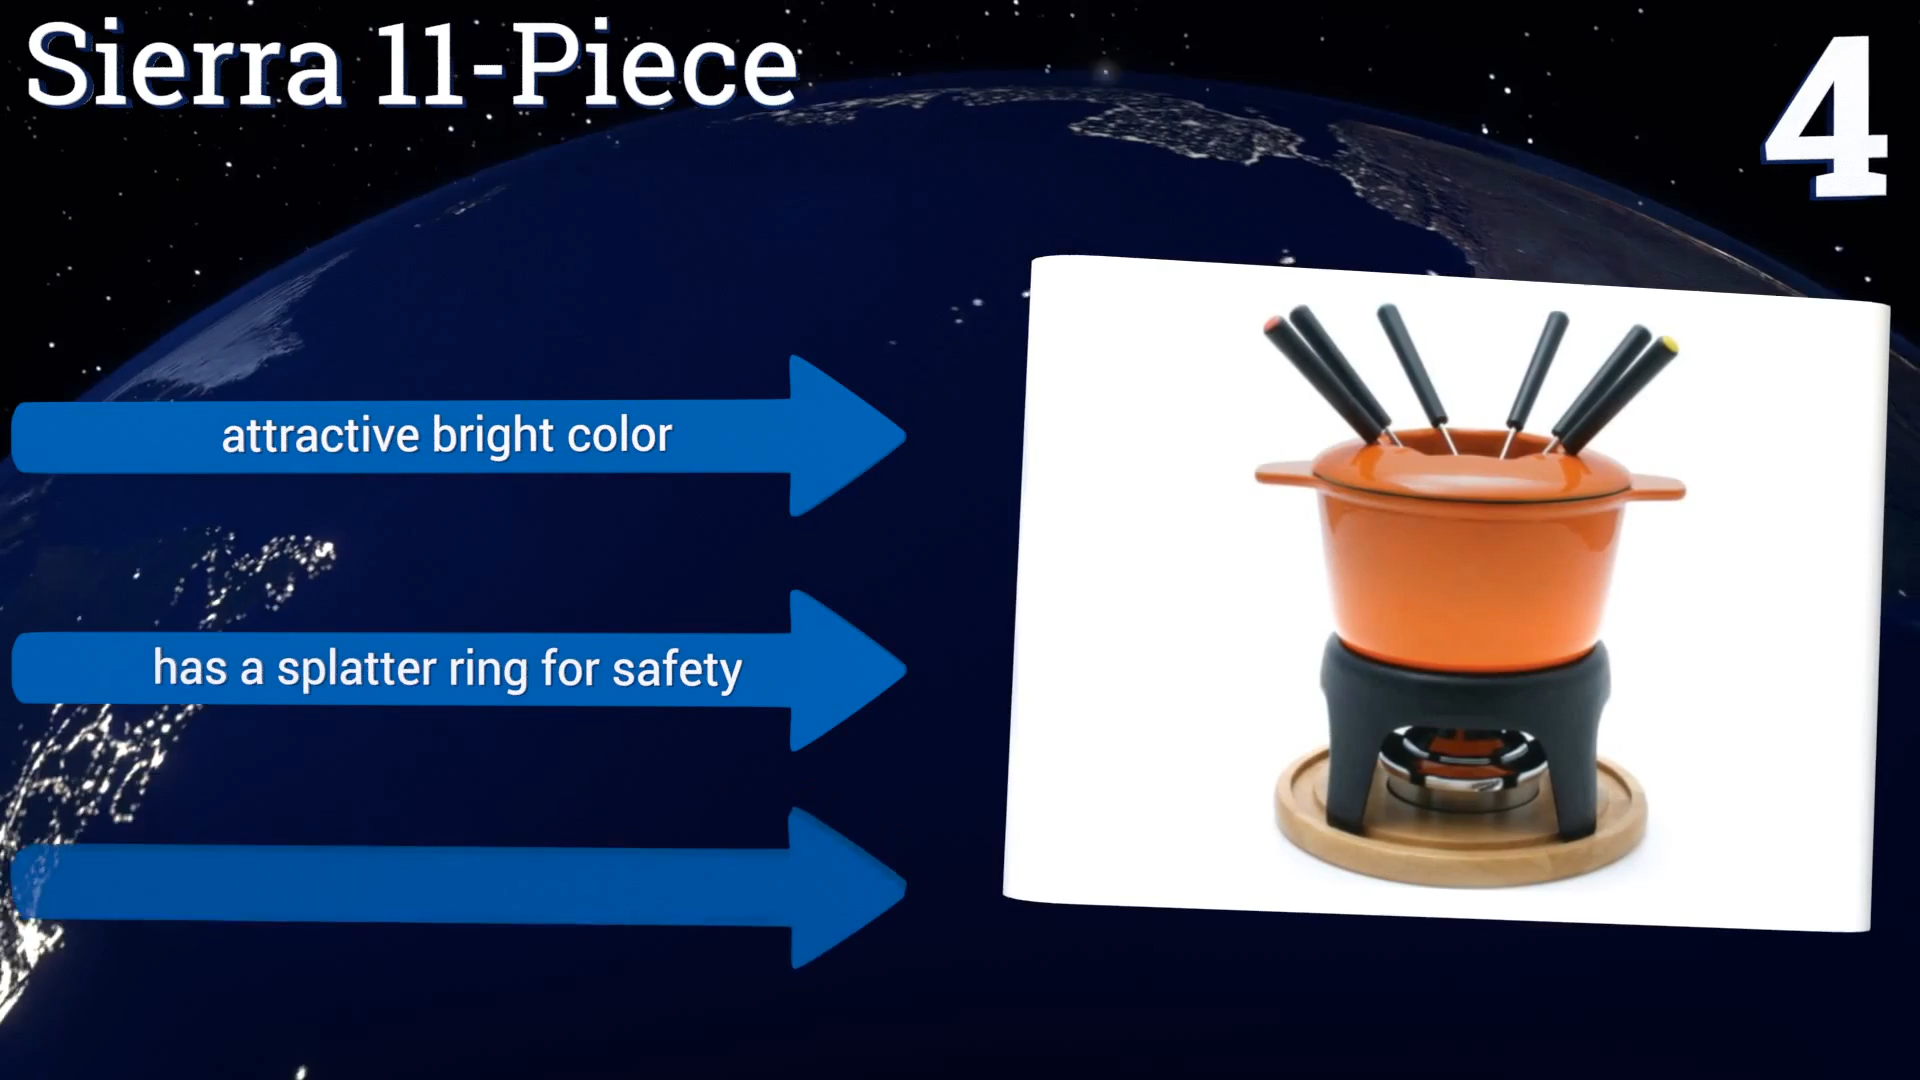 Sierra 11-Piece
4
attractive bright color
has a splatter ring for safety